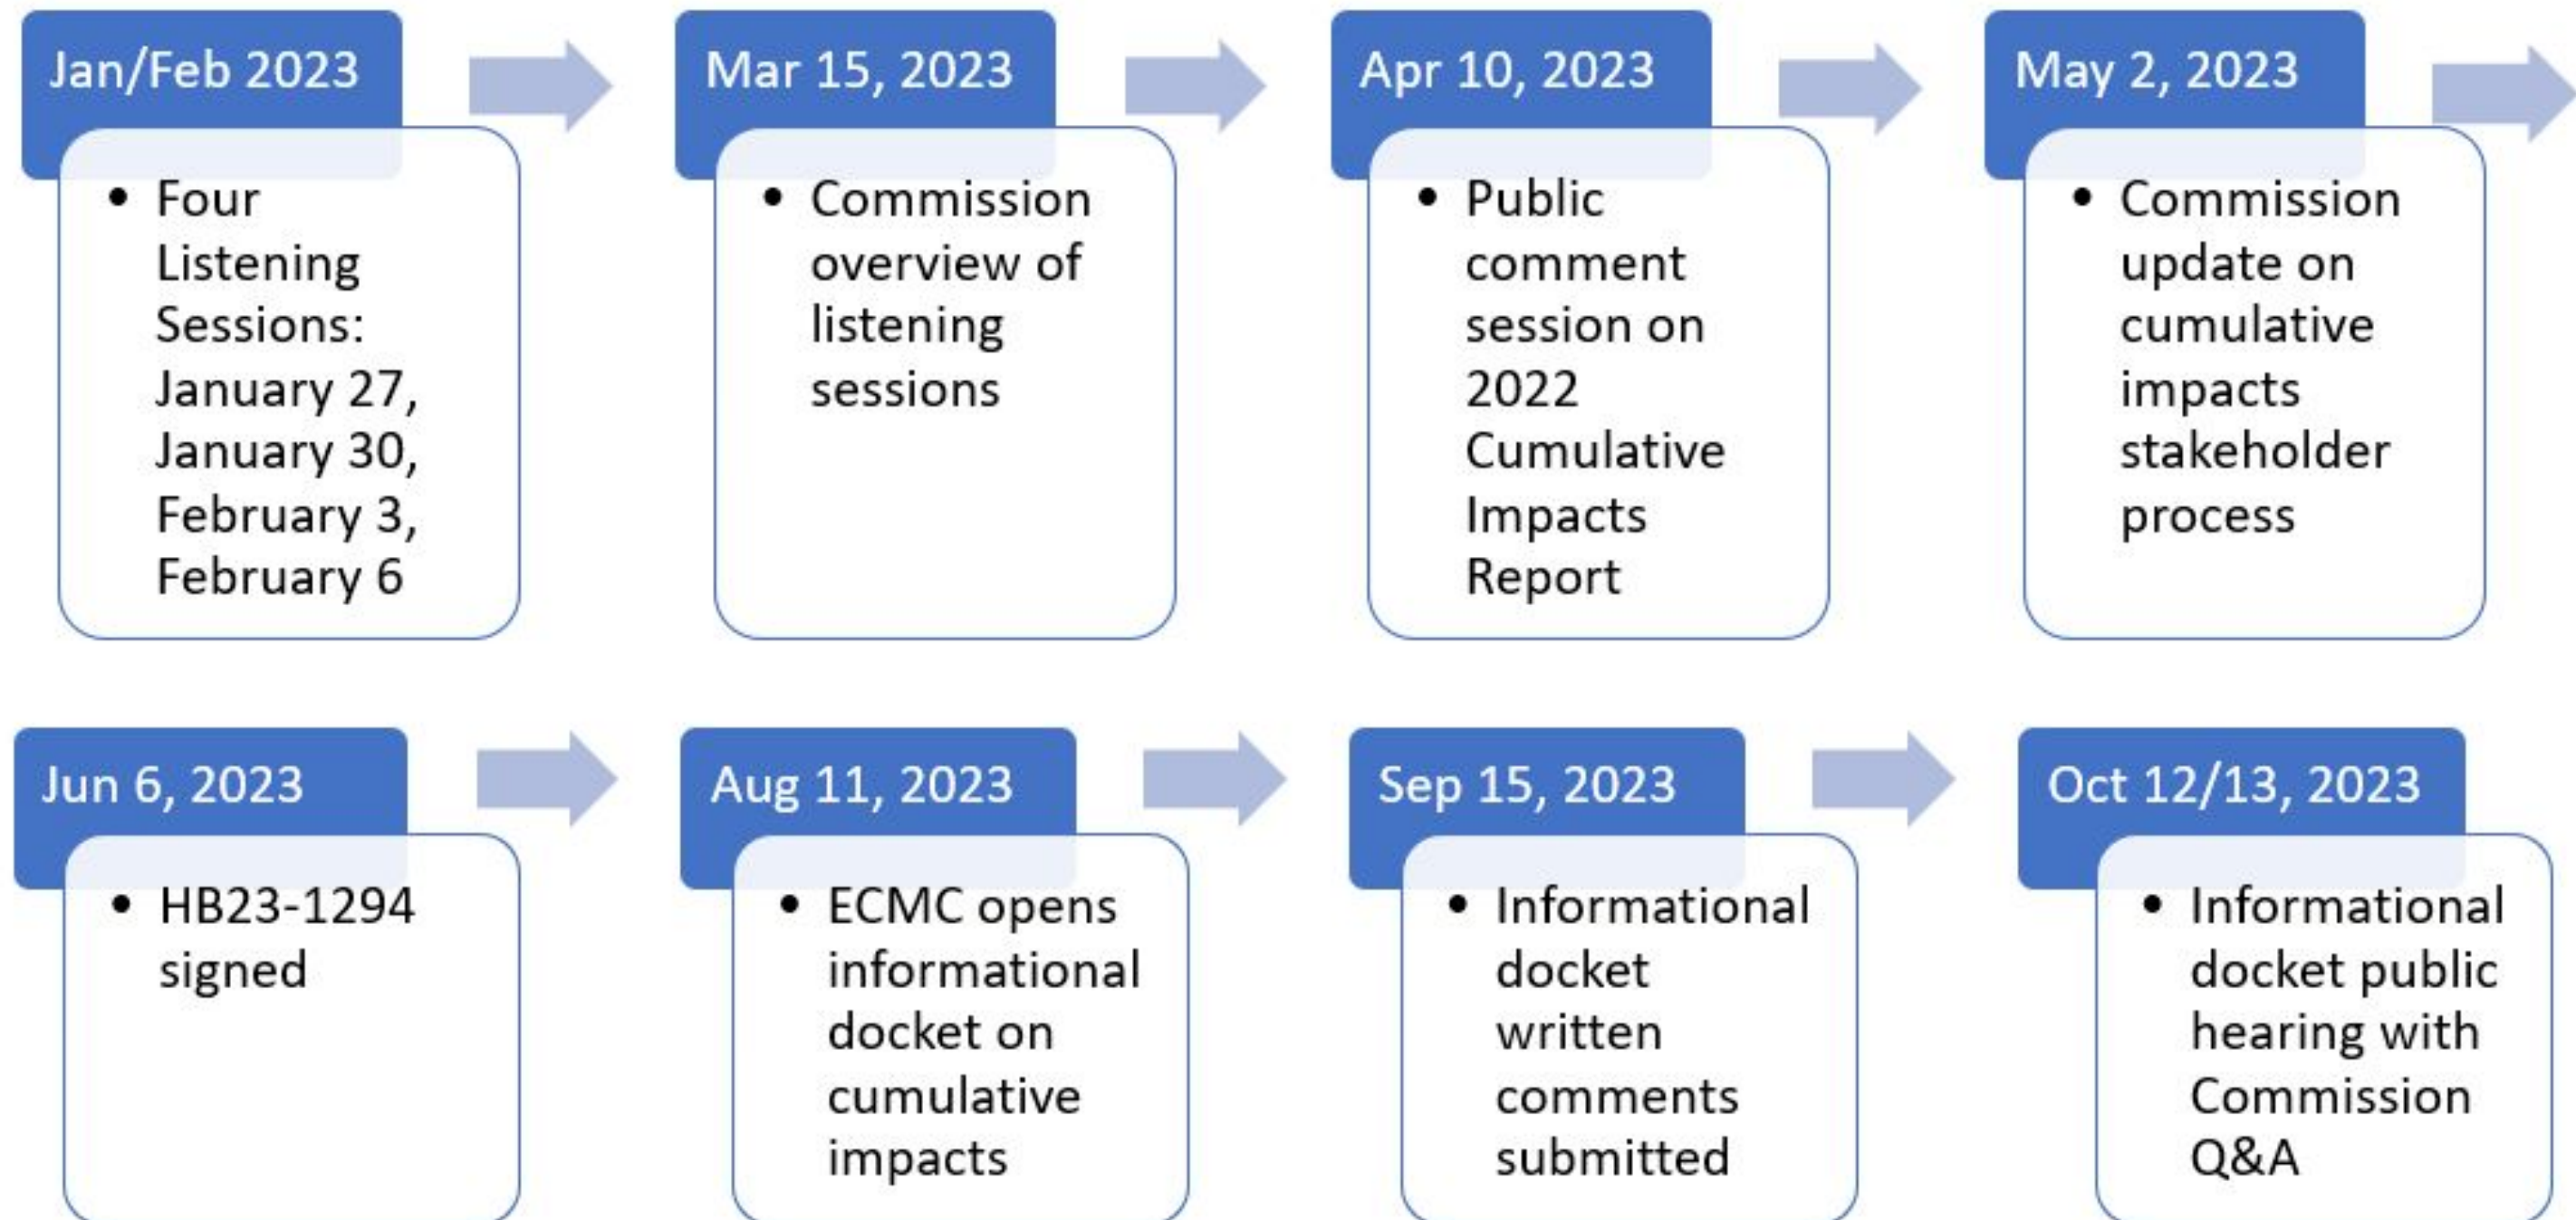 Jan/Feb 2023
• Four
Listening
Sessions:
January 27,
January 30,
February 3,
February 6
Mar 15, 2023
• Commission
overview of
listening
sessions
Apr 10, 2023
• Public
comment
session on
2022
Cumulative
Impacts
Report
May 2, 2023
• Commission
update on
cumulative
impacts
stakeholder
process
Jun 6, 2023
• HB23-1294
signed
Aug 11, 2023
• ECMC opens
informational
docket on
cumulative
impacts
Sep 15, 2023
• Informational
docket
written
comments
submitted
Oct 12/13, 2023
• Informational
docket public
hearing with
Commission
Q&A